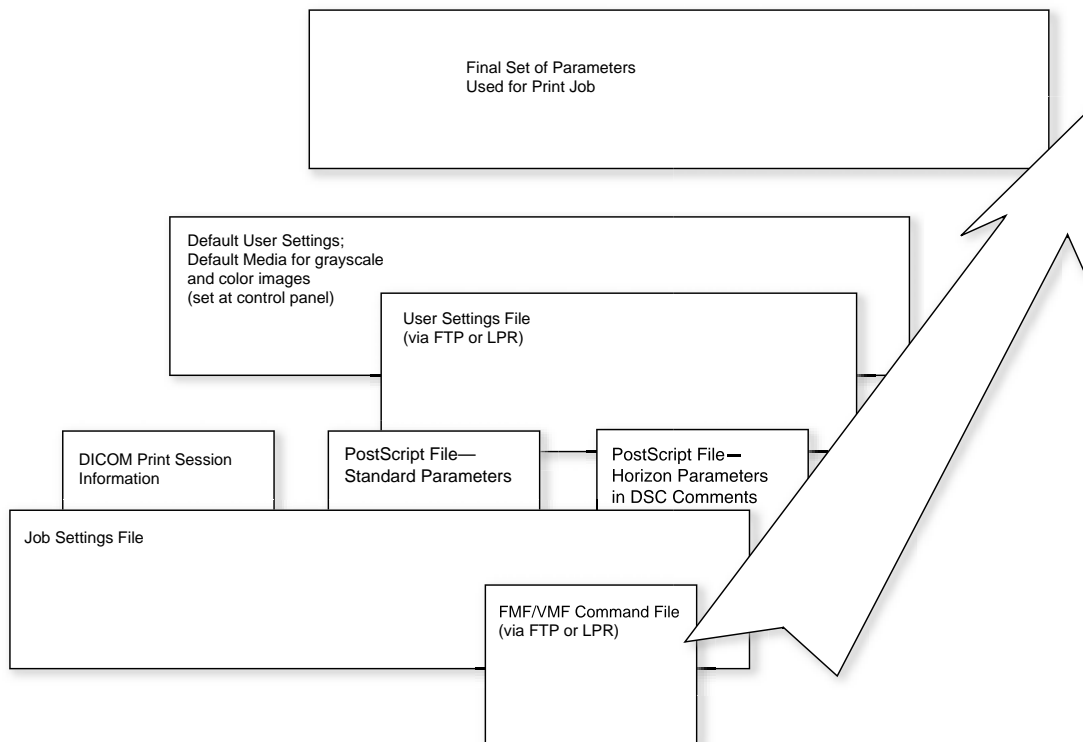 Final Set of Parameters
Used for Print Job
Default User Settings;
Default Media for grayscale
and color images
(set at control panel)
User Settings File
(via FTP or LPR)
DICOM Print Session
Information
PostScript File—
Standard Parameters
PostScript File—
Horizon Parameters
in DSC Comments
Job Settings File
FMF/VMF Command File
(via FTP or LPR)